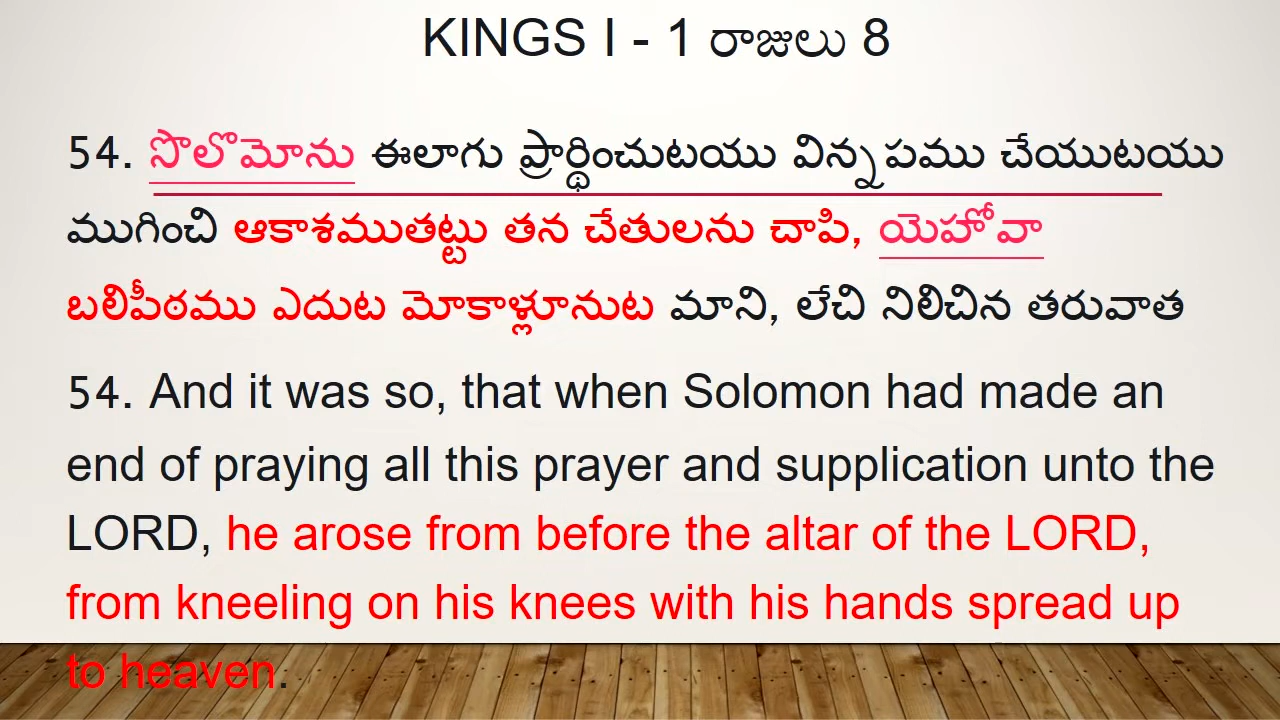 KINGS I - 1 రాజులు 8
54. సొలొమోను ఈలాగు ప్రార్థించుటయు విన్నపము చేయుటయు
ముగించి ఆకాశముతట్టు తన చేతులను చాపి, యెహోవా
బలిపీఠము ఎదుట మోకాళ్లూనుట మాని, లేచి నిలిచిన తరువాత
54. And it was so, that when Solomon had made an
end of praying all this prayer and supplication unto the
LORD, he arose from before the altar of the LORD,
from kneeling on his knees with his hands spread up
to heaven.